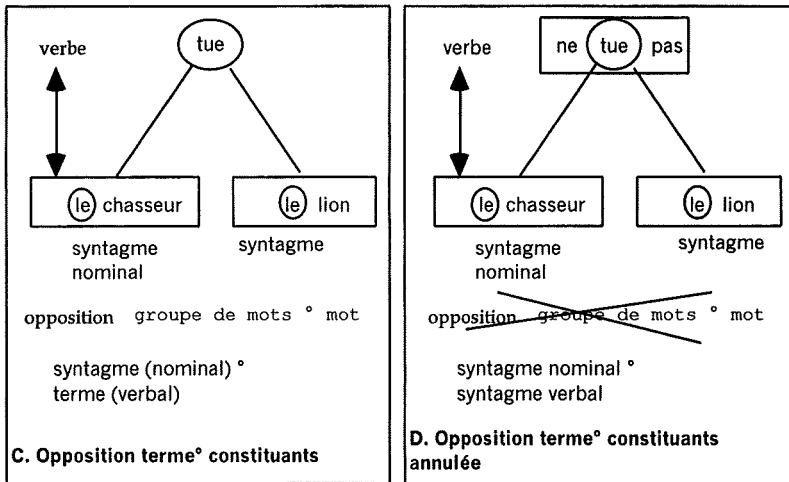 verbe
tue
le chasseur
le lion
syntagme
nominal
syntagme
opposition groupe de mots ° mot
syntagme (nominal) °
terme (verbal)
C. Opposition terme° constituants
verbe
ne tue pas
le chasseur
le lion
syntagme
nominal
syntagme
opposition groupe de mots ° mot
syntagme nominal °
syntagme verbal
D. Opposition terme° constituants
annulée